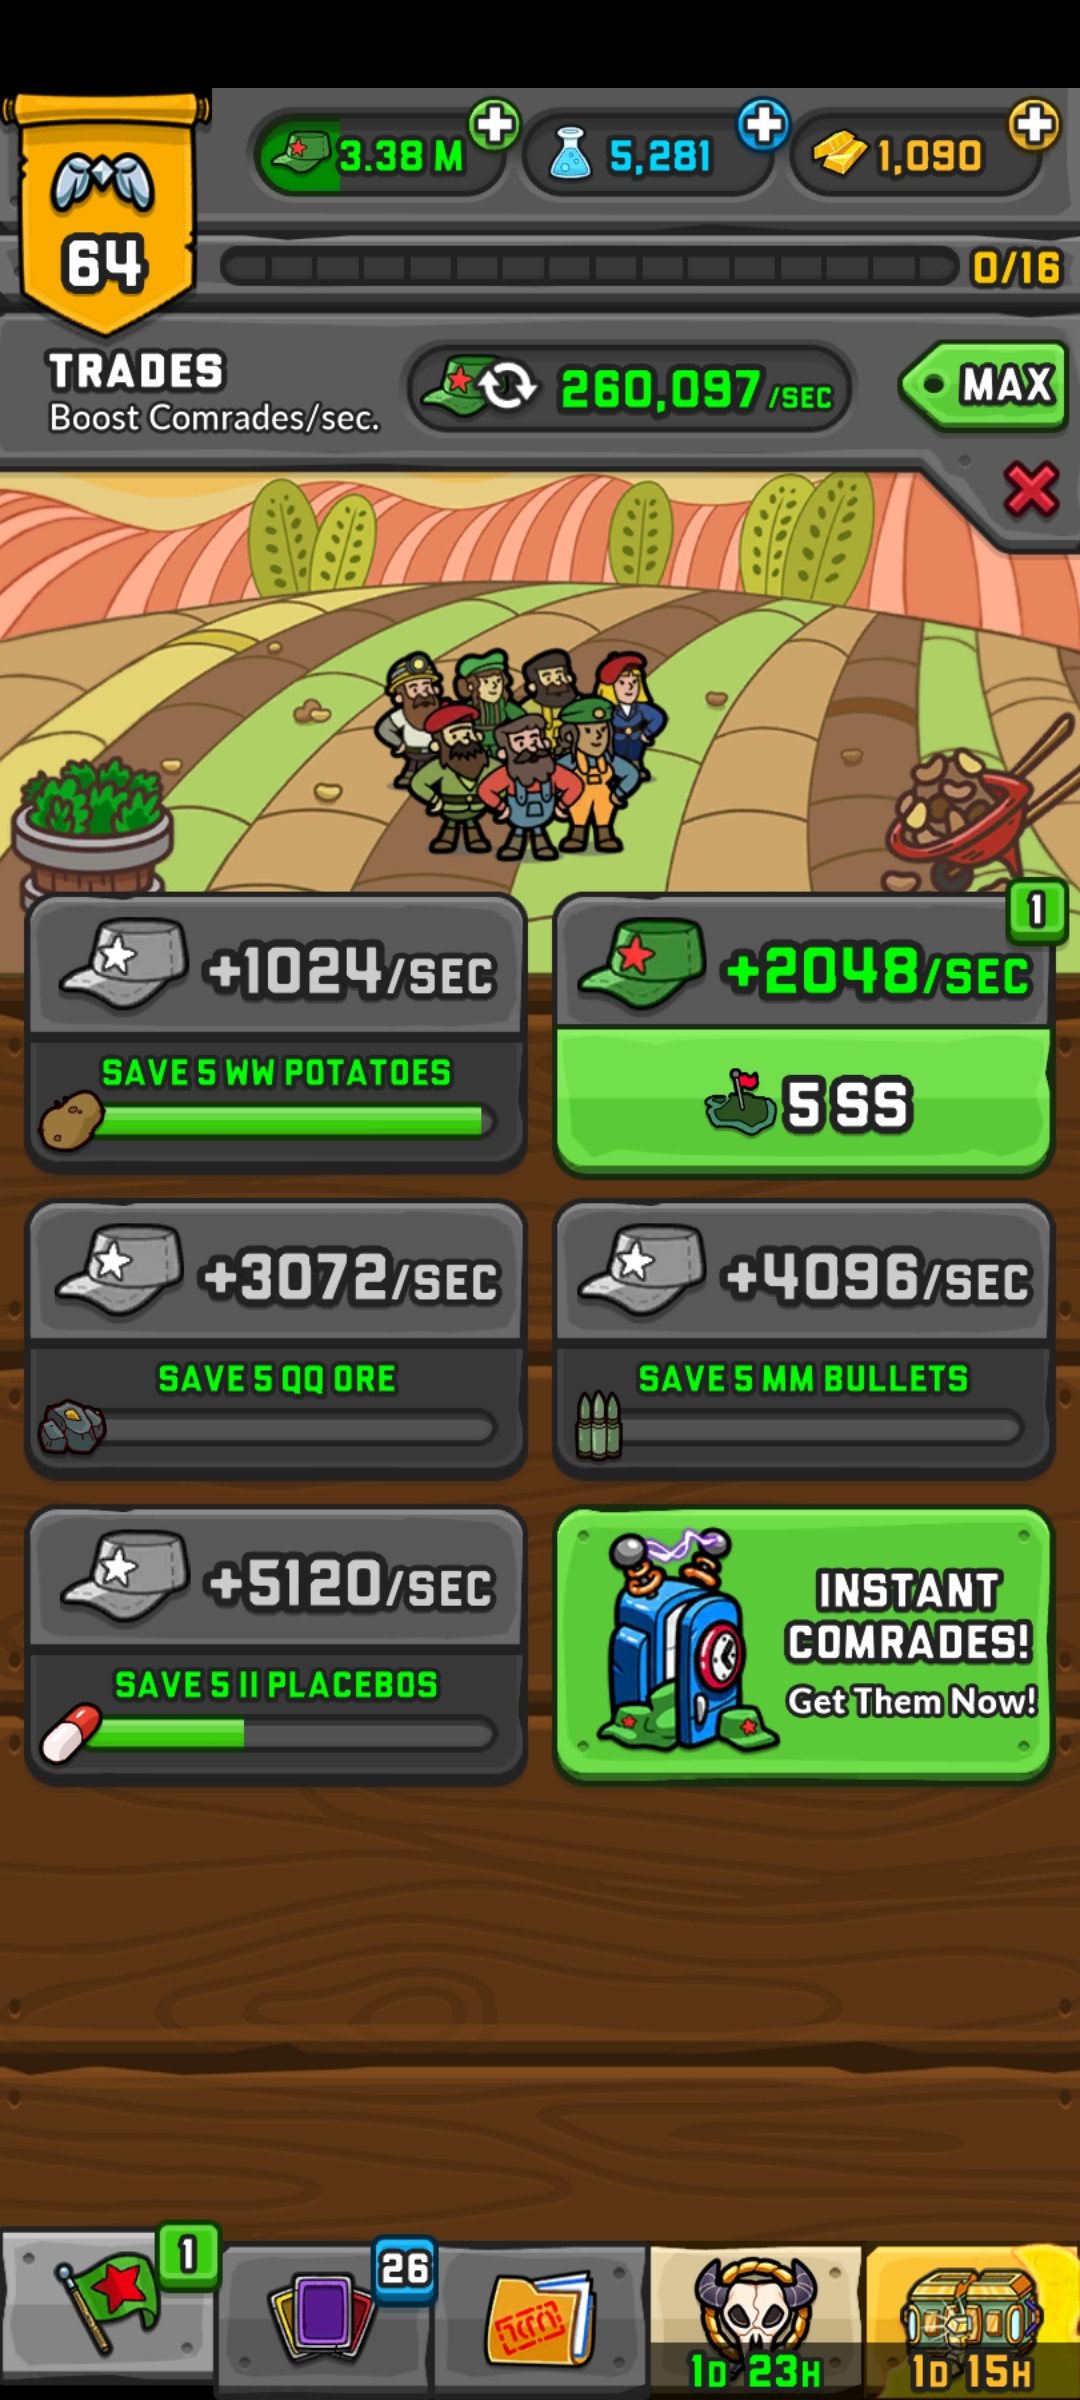 64
3.38 M
5,281
1,090
0/16
TRADES
Boost Comrades/sec.
260,097/SEC
MAX
+1024/SEC
SAVE 5 WW POTATOES
1
+2048/SEC
5 SS
+3072/SEC
SAVE 5 QQ ORE
+4096/SEC
SAVE 5 MM BULLETS
+5120/SEC
SAVE 5 II PLACEBOS
INSTANT
COMRADES!
Get Them Now!
1
26
1D 23H
1D 15H